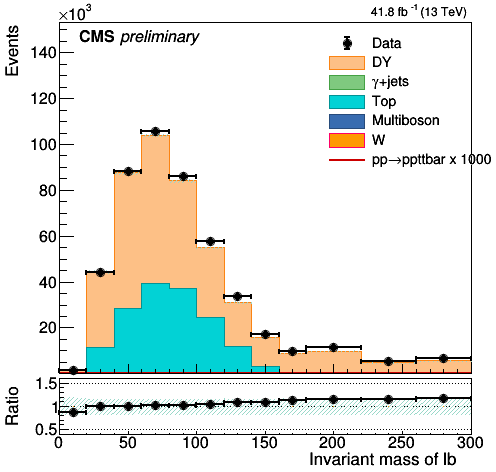 ×10³
41.8 fb⁻¹ (13 TeV)
CMS preliminary
Events
140
120
100
80
60
40
20
Data
DY
γ+jets
Top
Multiboson
W
pp→ppttbar x 1000
Ratio
1.5
1
0.5
0 50 100 150 200 250 300
Invariant mass of lb